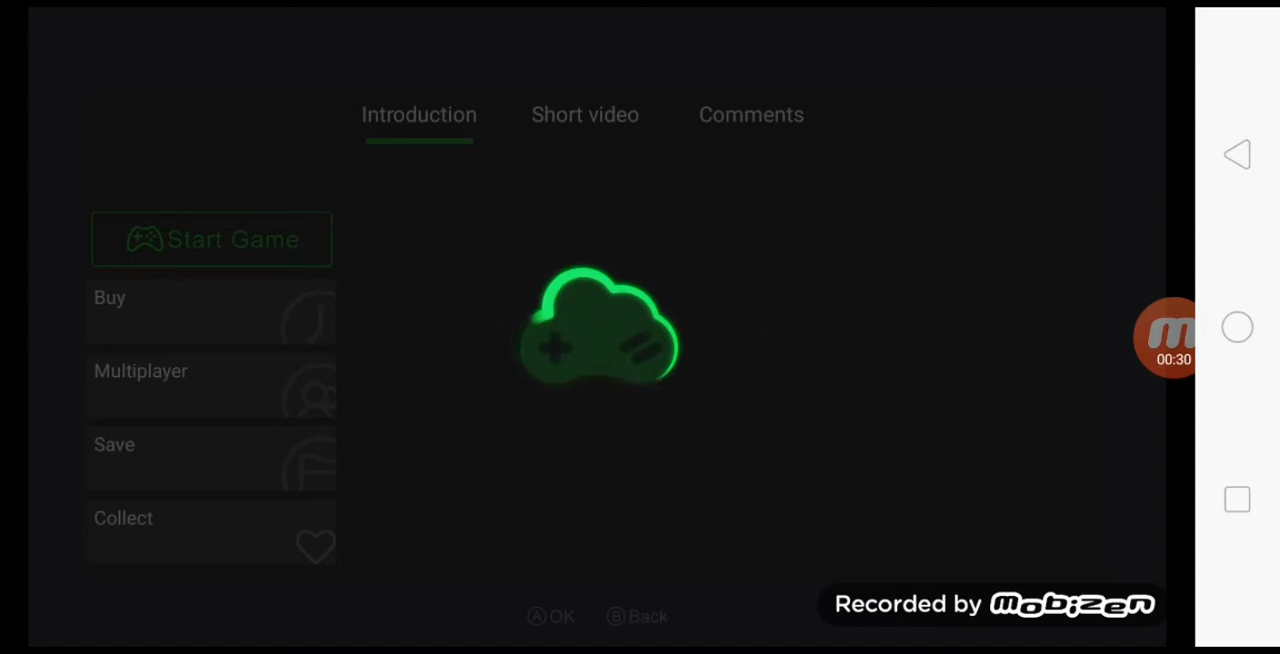 Introduction Short video Comments
Start Game
Buy
Multiplayer
Save
Collect
A OK B Back
Recorded by mobizen
m
00:30